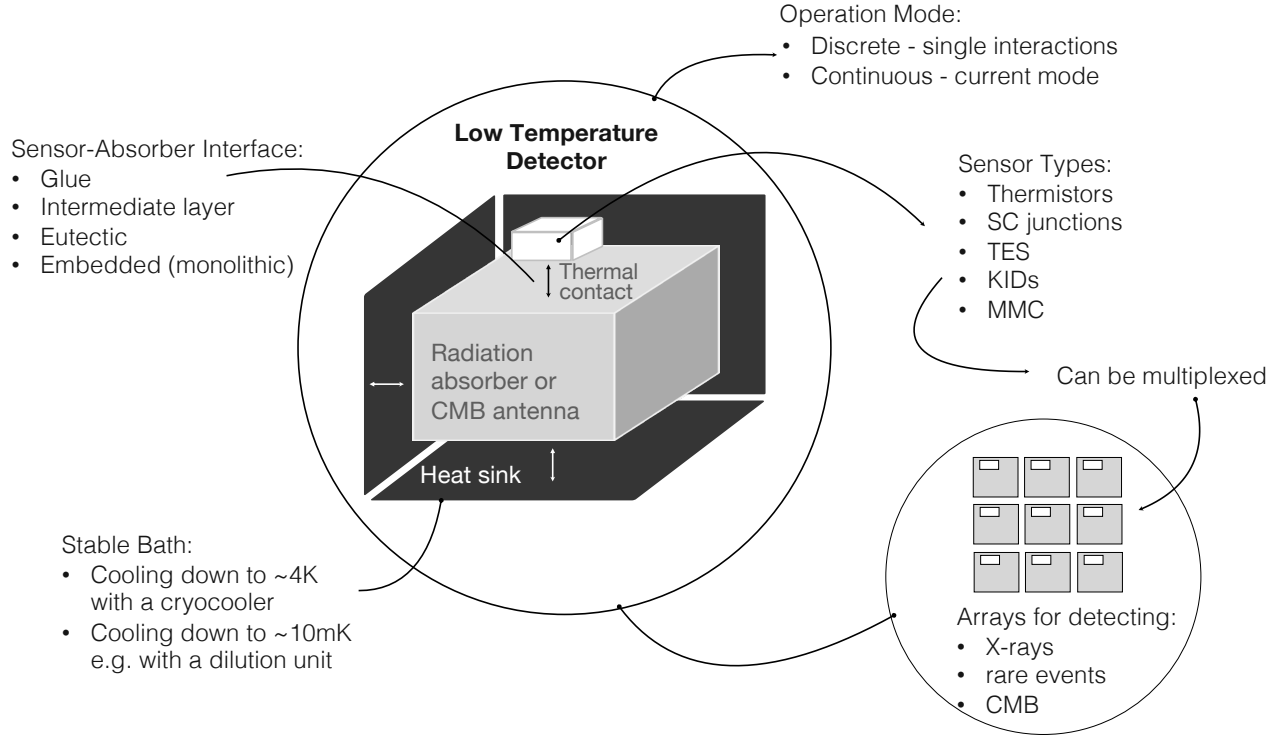 Operation Mode:
• Discrete - single interactions
• Continuous - current mode
Low Temperature
Detector
Sensor-Absorber Interface:
• Glue
• Intermediate layer
• Eutectic
• Embedded (monolithic)
Sensor Types:
• Thermistors
• SC junctions
• TES
• KIDs
• MMC
Thermal
contact
Radiation
absorber or
CMB antenna
Heat sink
Can be multiplexed
Stable Bath:
• Cooling down to ~4K
with a cryocooler
• Cooling down to ~10mK
e.g. with a dilution unit
Arrays for detecting:
• X-rays
• rare events
• CMB